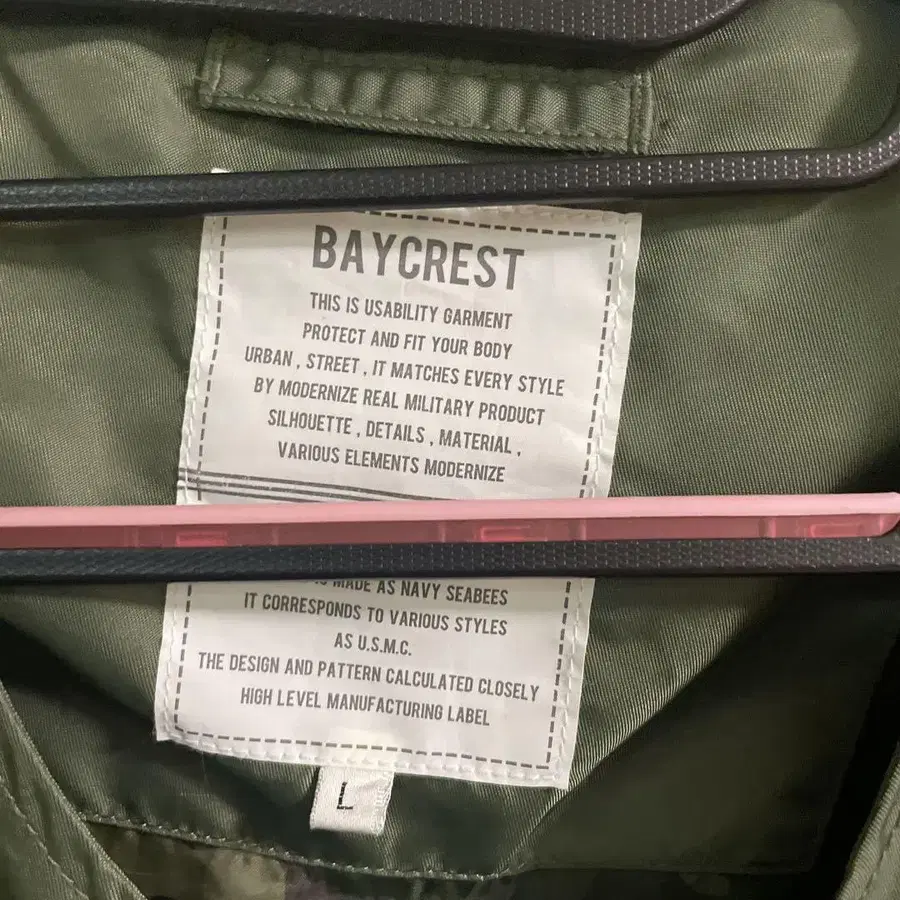 BAYCREST
THIS IS USABILITY GARMENT
PROTECT AND FIT YOUR BODY
URBAN , STREET , IT MATCHES EVERY STYLE
BY MODERNIZE REAL MILITARY PRODUCT
SILHOUETTE , DETAILS , MATERIAL ,
VARIOUS ELEMENTS MODERNIZE
MADE AS NAVY SEABEES
IT CORRESPONDS TO VARIOUS STYLES
AS U.S.M.C.
THE DESIGN AND PATTERN CALCULATED CLOSELY
HIGH LEVEL MANUFACTURING LABEL
L